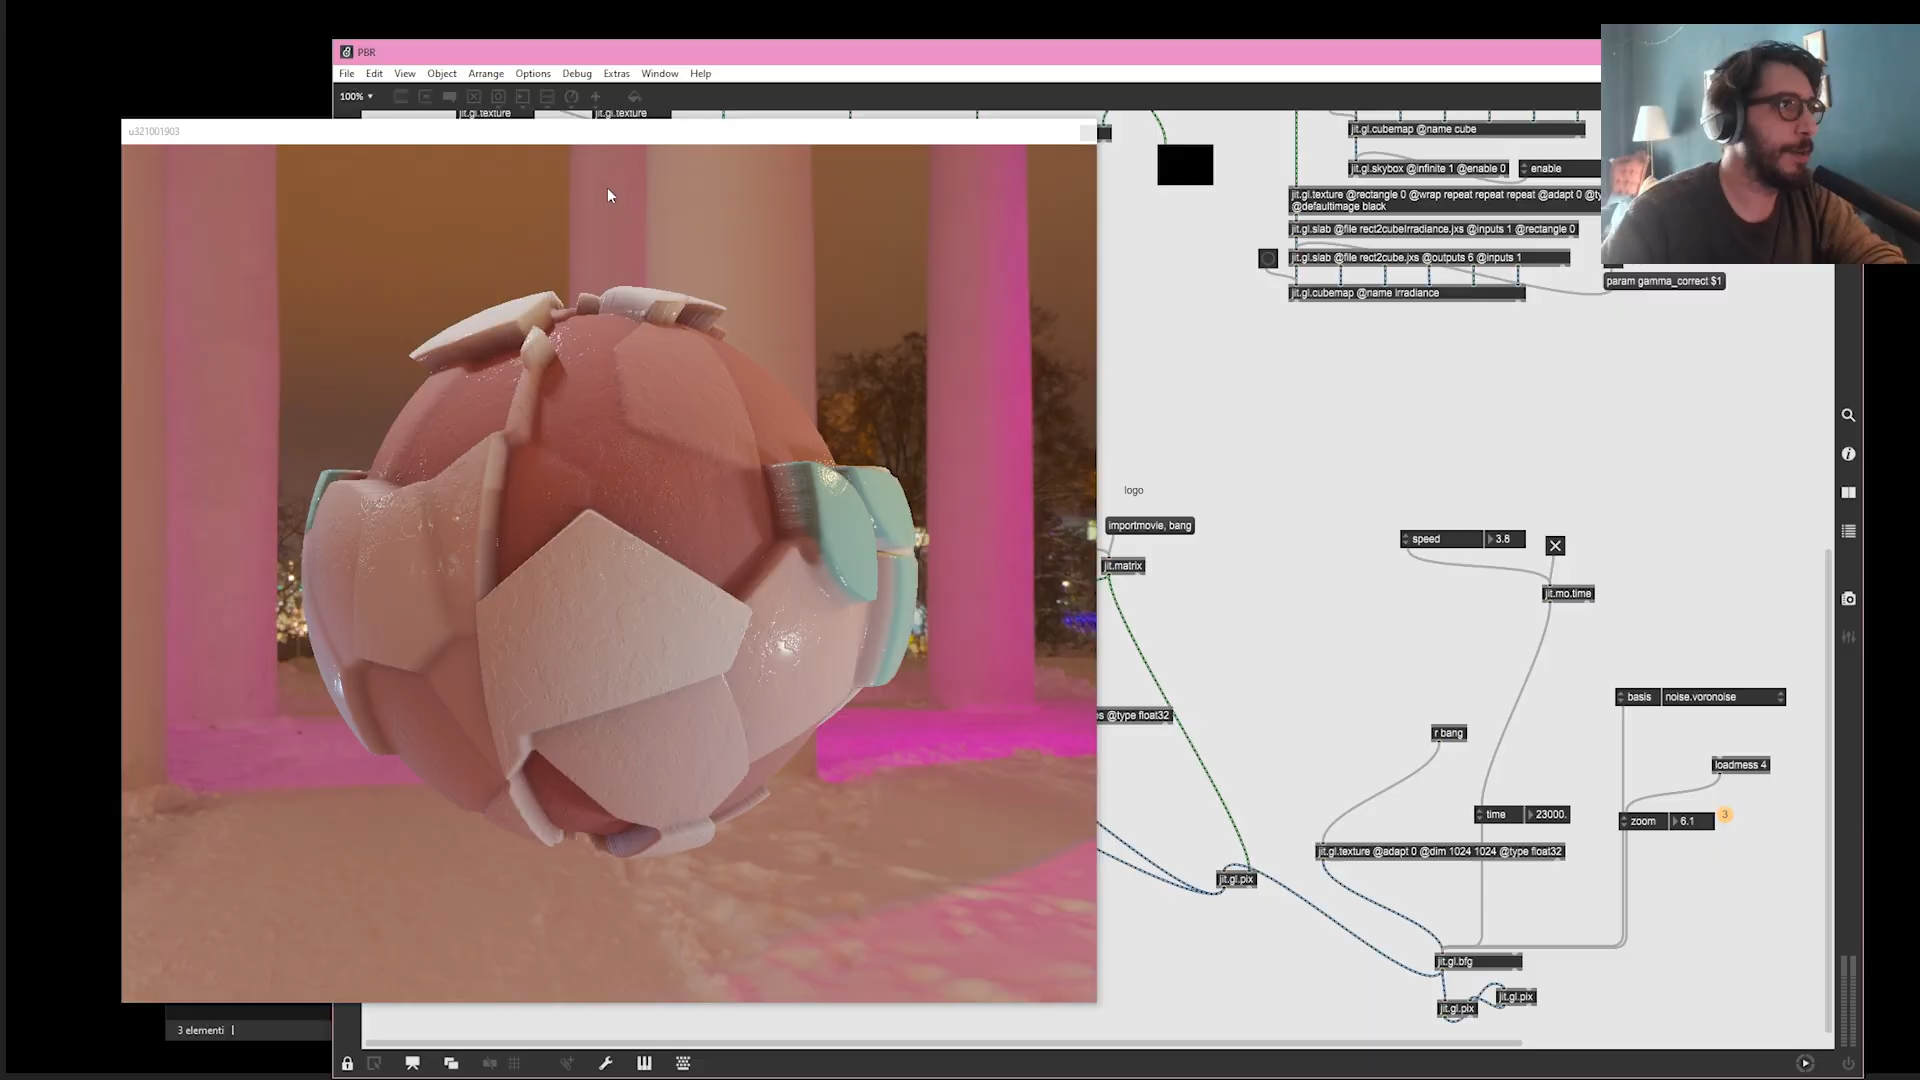 PBR
File Edit View Object Arrange Options Debug Extras Window Help
100%
jit.gl.texture jit.gl.texture
u321001903
jit.gl.cubemap @name cube
jit.gl.skybox @infinite 1 @enable 0
enable
jit.gl.texture @rectangle 0 @wrap repeat repeat repeat @adapt 0
@defaultimage black
jit.gl.slab @file rect2cubeIrradiance.jxs @inputs 1 @rectangle 0
jit.gl.slab @file rect2cube.jxs @outputs 6 @inputs 1
param gamma_correct $1
jit.gl.cubemap @name Irradiance
logo
importmovie, bang
jit.matrix
speed 3.8
jit.mo.time
@type float32
basis noise.voronoise
r bang
loadmess 4
time 23000.
zoom 6.1
3
jit.gl.texture @adapt 0 @dim 1024 1024 @type float32
jit.gl.pix
jit.gl.bfg
jit.gl.pix
jit.gl.pix
3 elementi